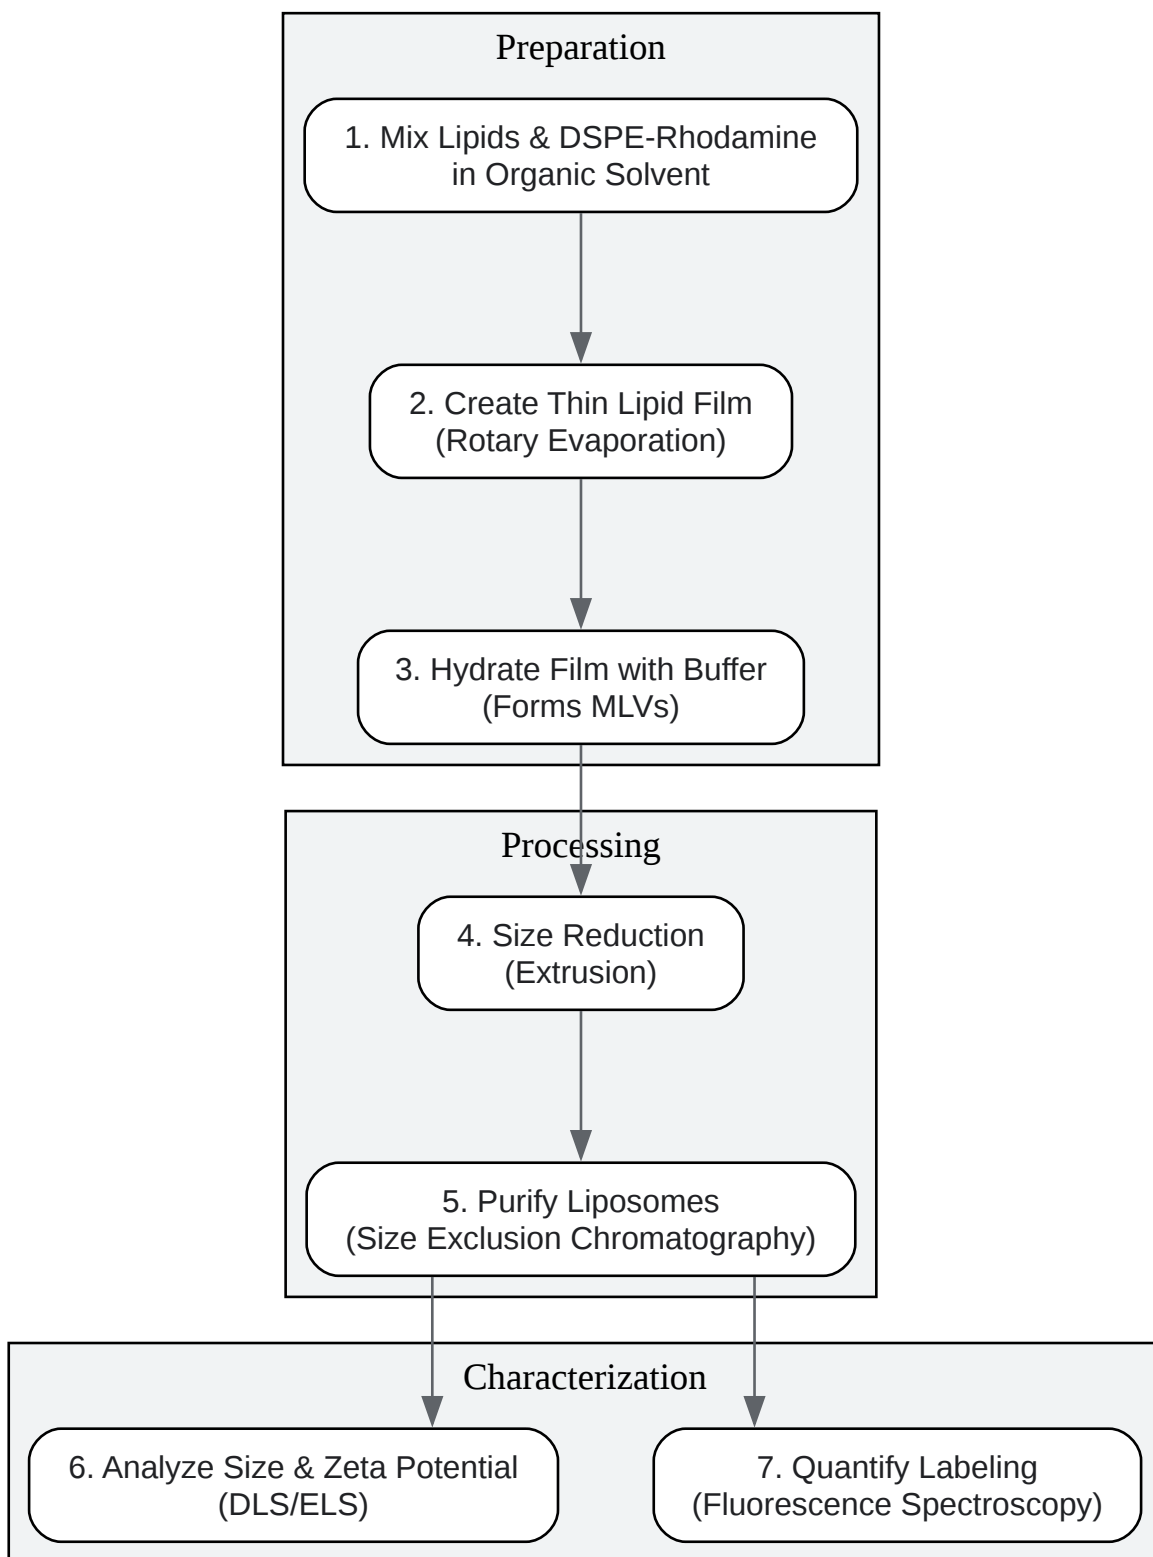 Preparation
1. Mix Lipids & DSPE-Rhodamine
in Organic Solvent
2. Create Thin Lipid Film
(Rotary Evaporation)
3. Hydrate Film with Buffer
(Forms MLVs)
Processing
4. Size Reduction
(Extrusion)
5. Purify Liposomes
(Size Exclusion Chromatography)
Characterization
6. Analyze Size & Zeta Potential
(DLS/ELS)
7. Quantify Labeling
(Fluorescence Spectroscopy)